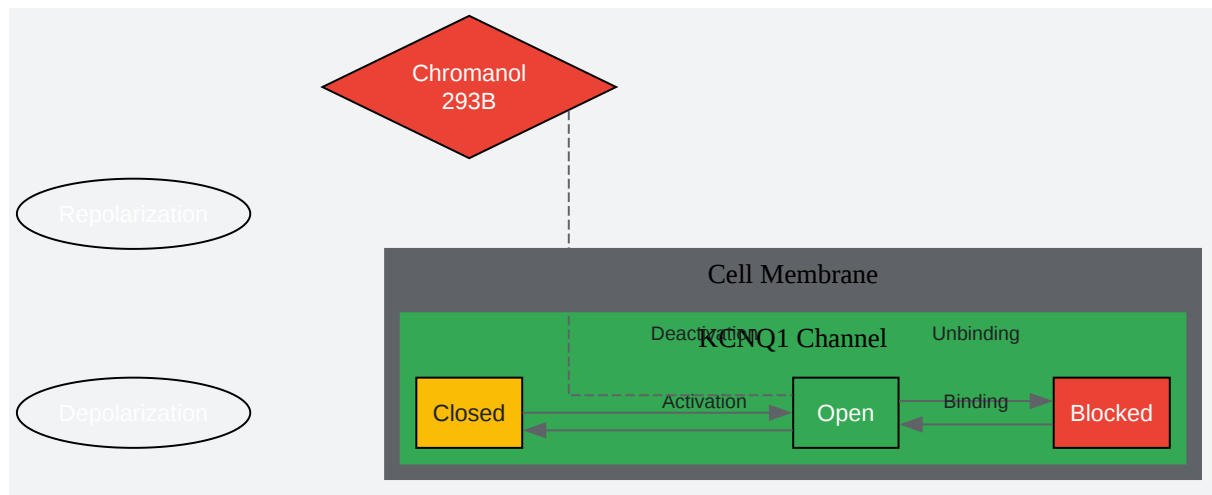 Chromanol
293B
Repolarization
Cell Membrane
Deactivation
KCNQ1 Channel
Unbinding
Depolarization
Closed
Activation
Open
Binding
Blocked